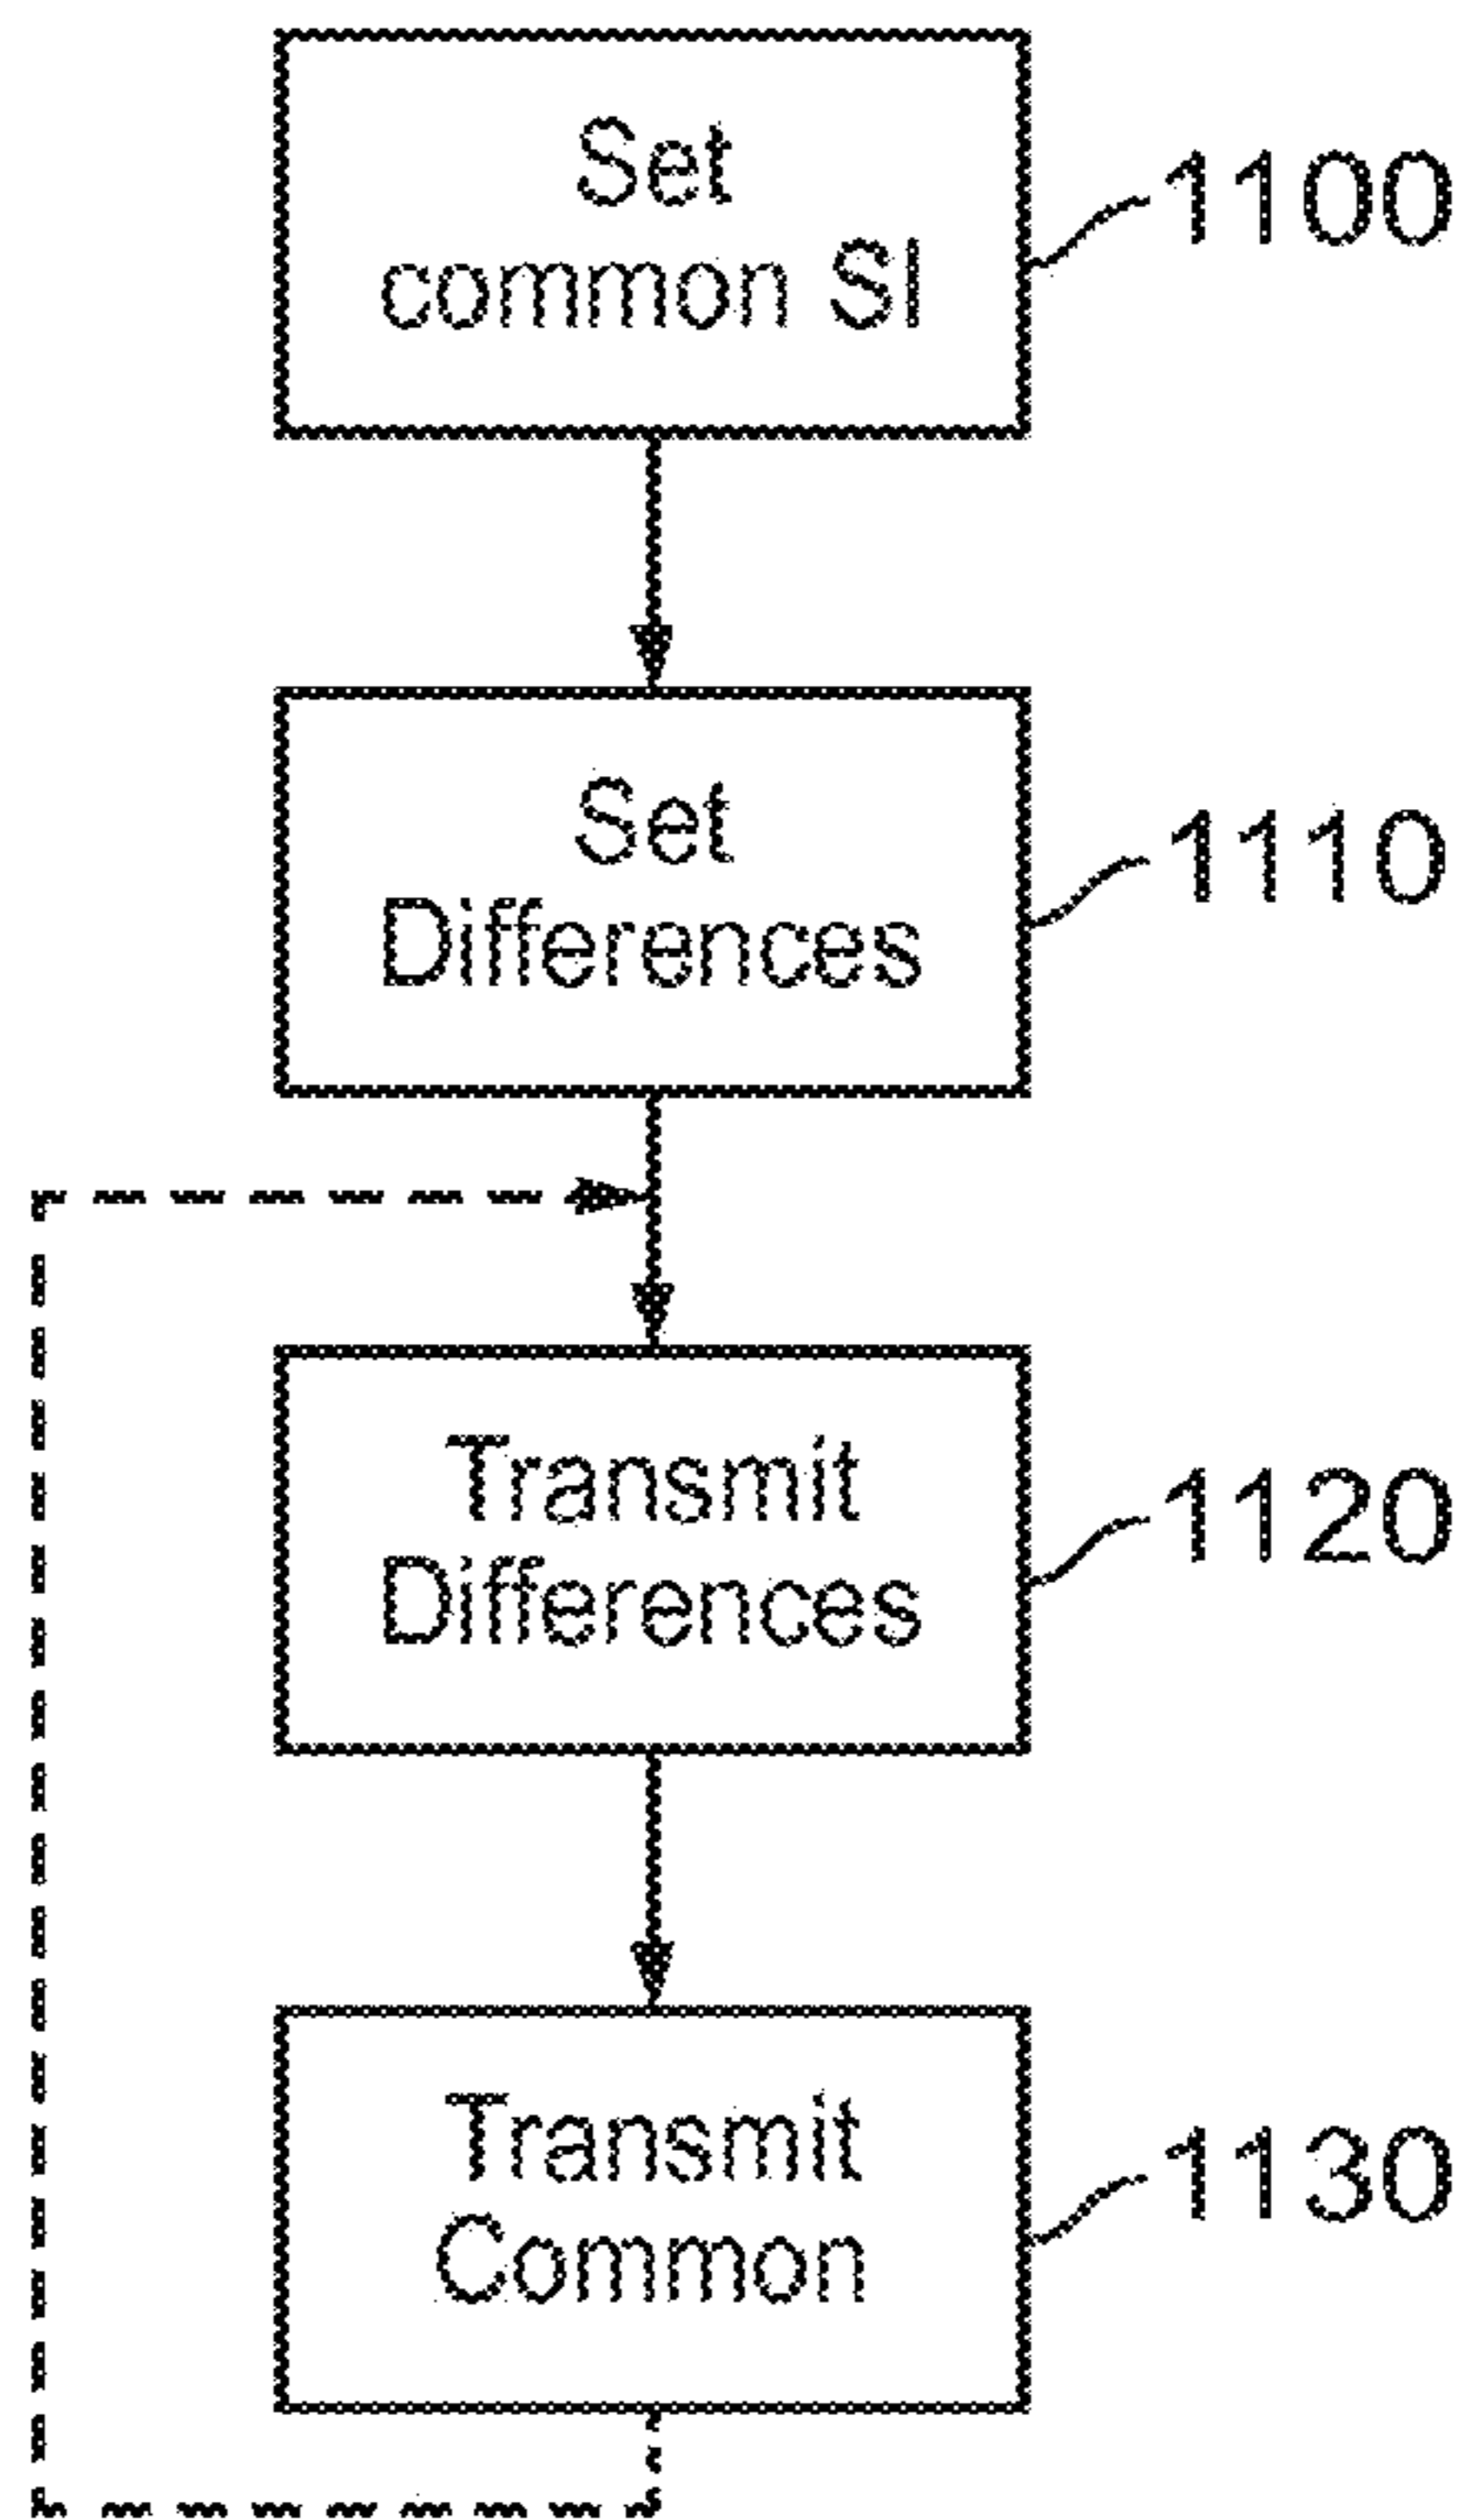 Set
common SI
1100
Set
Differences
1110
Transmit
Differences
1120
Transmit
Common
1130